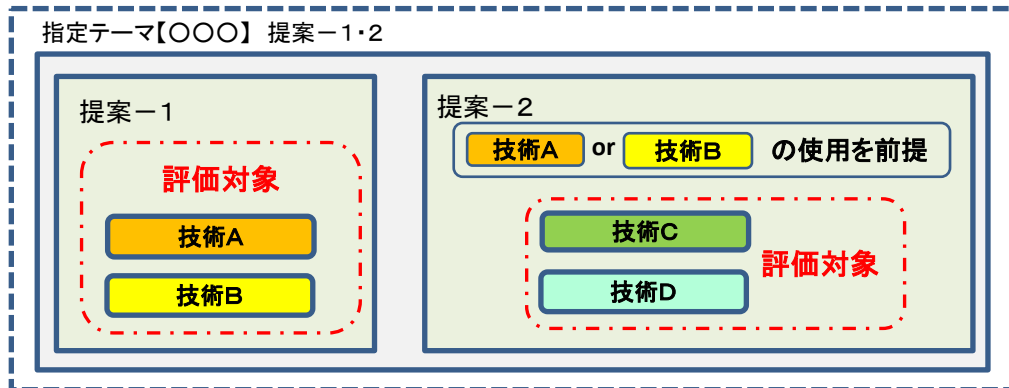 指定テーマ【〇〇〇】 提案－１・２
提案－１
評価対象
技術Ａ
技術Ｂ
提案－２
技術Ａ or 技術Ｂ の使用を前提
技術Ｃ
技術Ｄ
評価対象